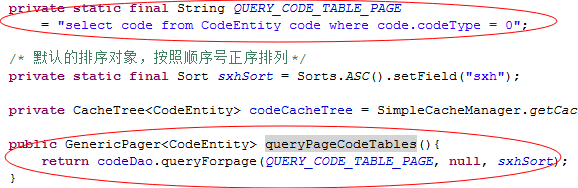 private static final String QUERY_CODE_TABLE_PAGE
= "select code from CodeEntity code where code.codeType = 0";
/* 默认的排序对象，按照顺序号正序排列 */
private static final Sort sxhSort = Sorts.ASC().setField("sxh");
private CacheTree<CodeEntity> codeCacheTree = SimpleCacheManager.getCac
public GenericPager<CodeEntity> queryPageCodeTables(){
return codeDao.queryForpage(QUERY_CODE_TABLE_PAGE, null, sxhSort);
}